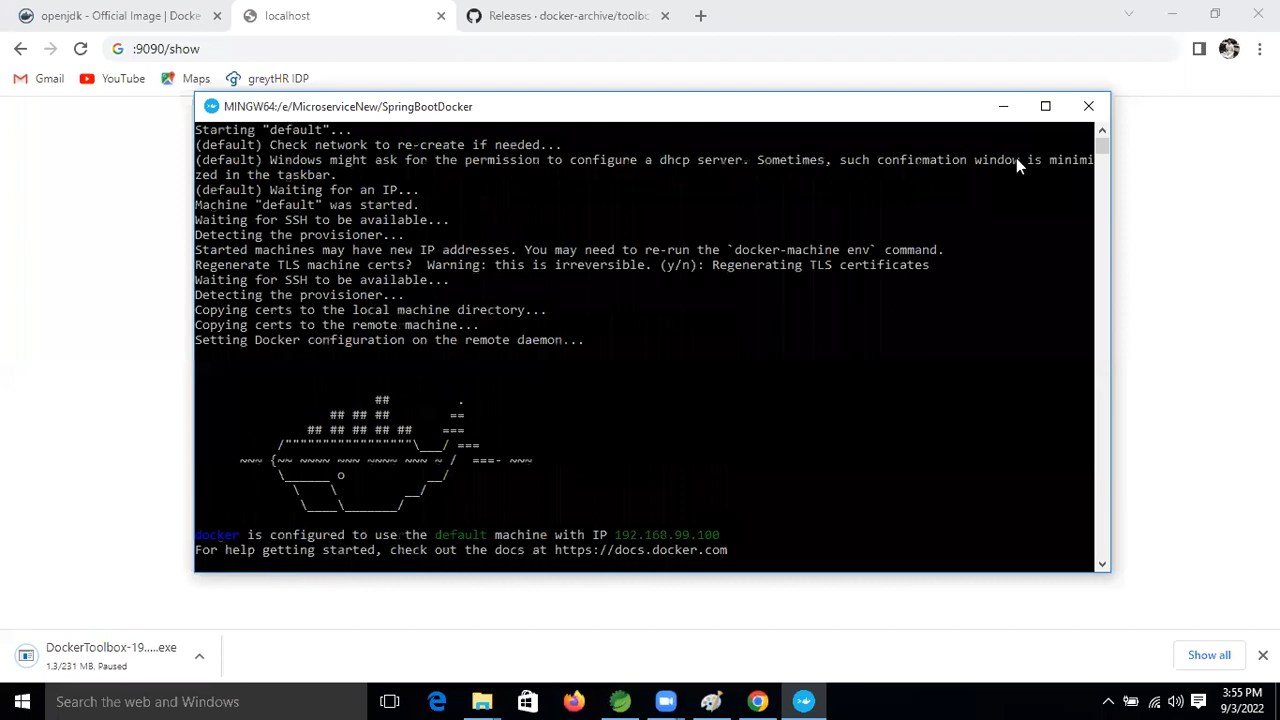 openjdk - Official Image | Docke
localhost
Releases · docker-archive/toolbo
:9090/show
Gmail
YouTube
Maps
greytHR IDP
MINGW64:/e/MicroserviceNew/SpringBootDocker
Starting "default"...
(default) Check network to re-create if needed...
(default) Windows might ask for the permission to configure a dhcp server. Sometimes, such confirmation window is minimi
zed in the taskbar.
(default) Waiting for an IP...
Machine "default" was started.
Waiting for SSH to be available...
Detecting the provisioner...
Started machines may have new IP addresses. You may need to re-run the `docker-machine env` command.
Regenerate TLS machine certs?  Warning: this is irreversible. (y/n): Regenerating TLS certificates
Waiting for SSH to be available...
Detecting the provisioner...
Copying certs to the local machine directory...
Copying certs to the remote machine...
Setting Docker configuration on the remote daemon...
                        ##         .
                  ## ## ##        ==
               ## ## ## ## ##    ===
           /"""""""""""""""""\___/ ===
      ~~~ {~~ ~~~~ ~~~ ~~~~ ~~~ ~ /  ===- ~~~
           \______ o           __/
             \    \         __/
              \____\_______/
docker is configured to use the default machine with IP 192.168.99.100
For help getting started, check out the docs at https://docs.docker.com
DockerToolbox-19.....exe
1.3/231 MB, Paused
Show all
Search the web and Windows
3:55 PM
9/3/2022